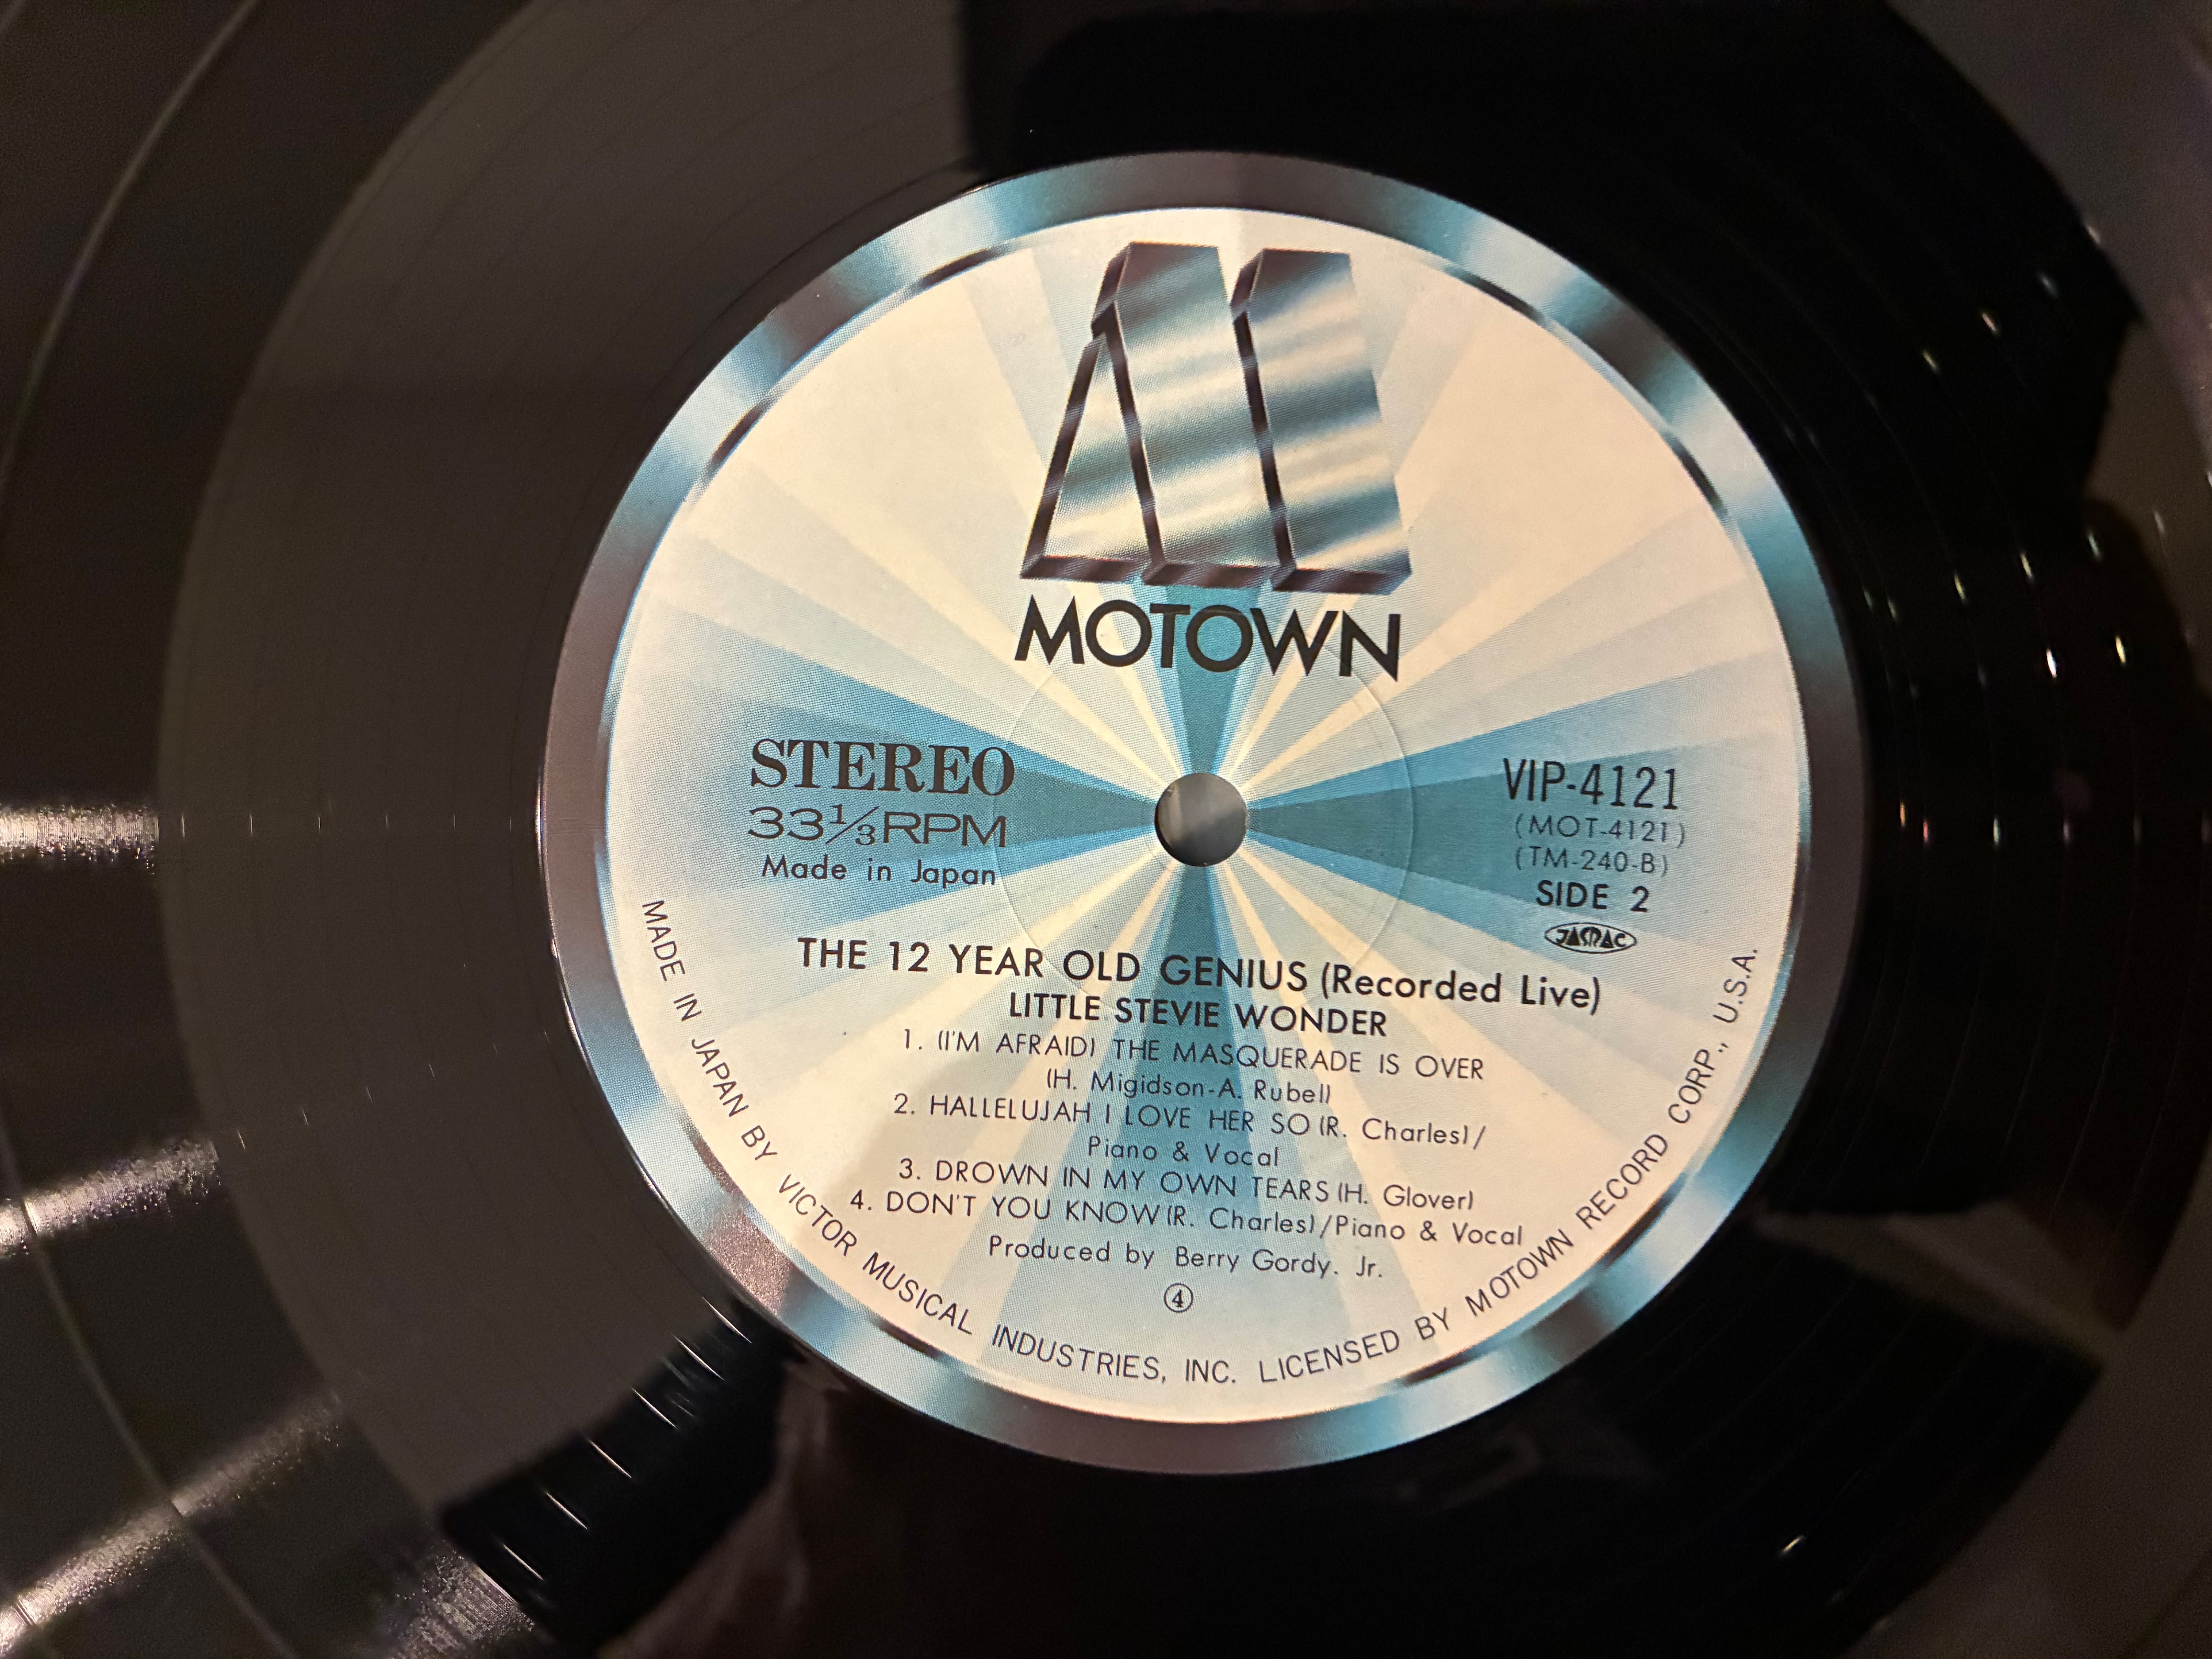 MOTOWN
STEREO
33⅓RPM
Made in Japan
VIP-4121
(MOT-4121)
(TM-240-B)
SIDE 2
JASRAC
THE 12 YEAR OLD GENIUS (Recorded Live)
LITTLE STEVIE WONDER
1. (I'M AFRAID) THE MASQUERADE IS OVER
(H. Migidson-A. Rubell)
2. HALLELUJAH I LOVE HER SO (R. Charles)/
Piano & Vocal
3. DROWN IN MY OWN TEARS (H. Glover)
4. DON'T YOU KNOW (R. Charles)/Piano & Vocal
Produced by Berry Gordy. Jr.
④
MADE IN JAPAN BY VICTOR MUSICAL INDUSTRIES, INC. LICENSED BY MOTOWN RECORD CORP., U.S.A.